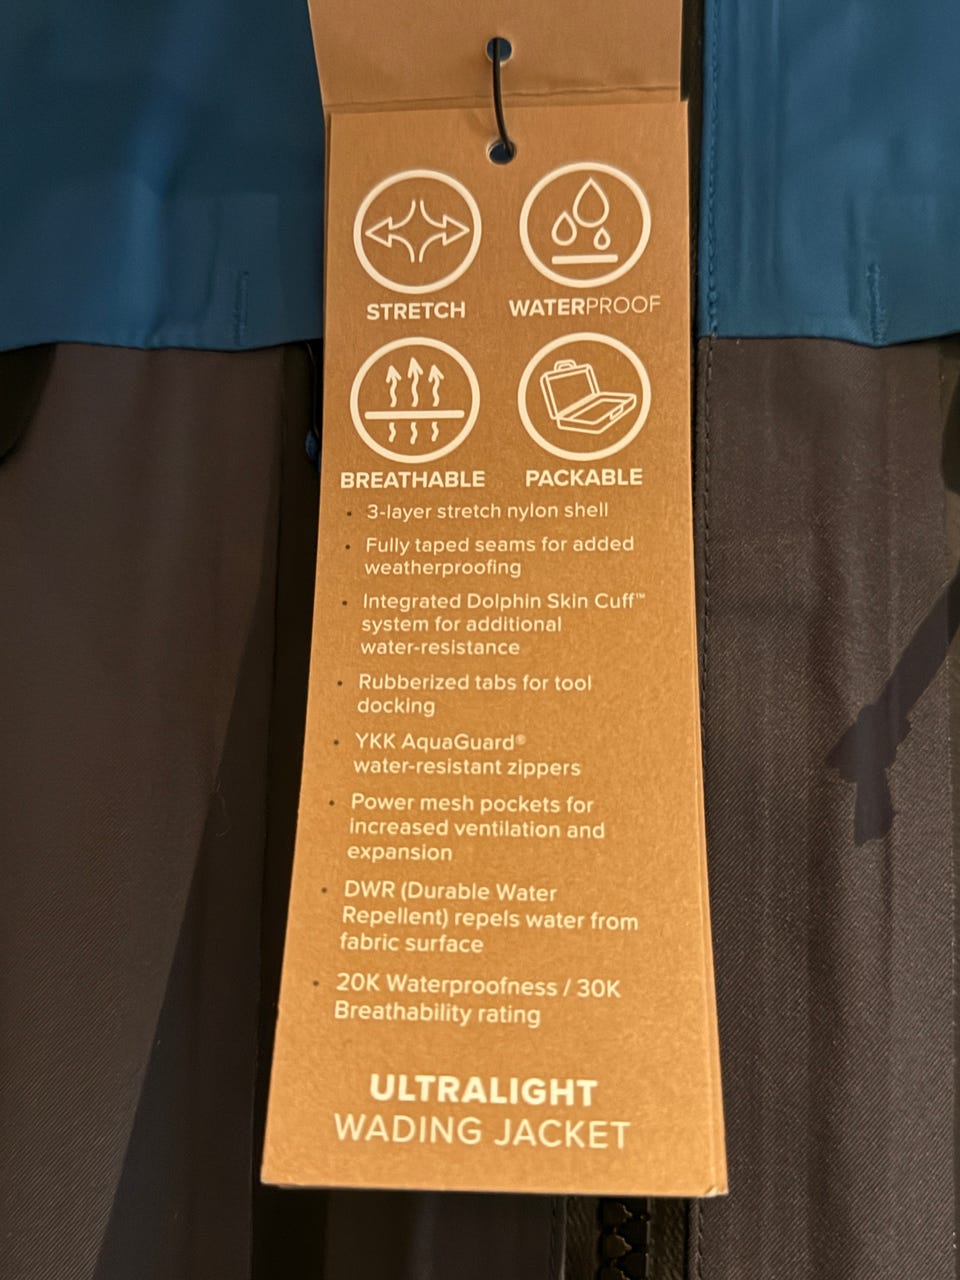 STRETCH
WATERPROOF
BREATHABLE
PACKABLE
• 3-layer stretch nylon shell
• Fully taped seams for added
weatherproofing
• Integrated Dolphin Skin Cuff™
system for additional
water-resistance
• Rubberized tabs for tool
docking
• YKK AquaGuard®
water-resistant zippers
• Power mesh pockets for
increased ventilation and
expansion
• DWR (Durable Water
Repellent) repels water from
fabric surface
• 20K Waterproofness / 30K
Breathability rating
ULTRALIGHT
WADING JACKET